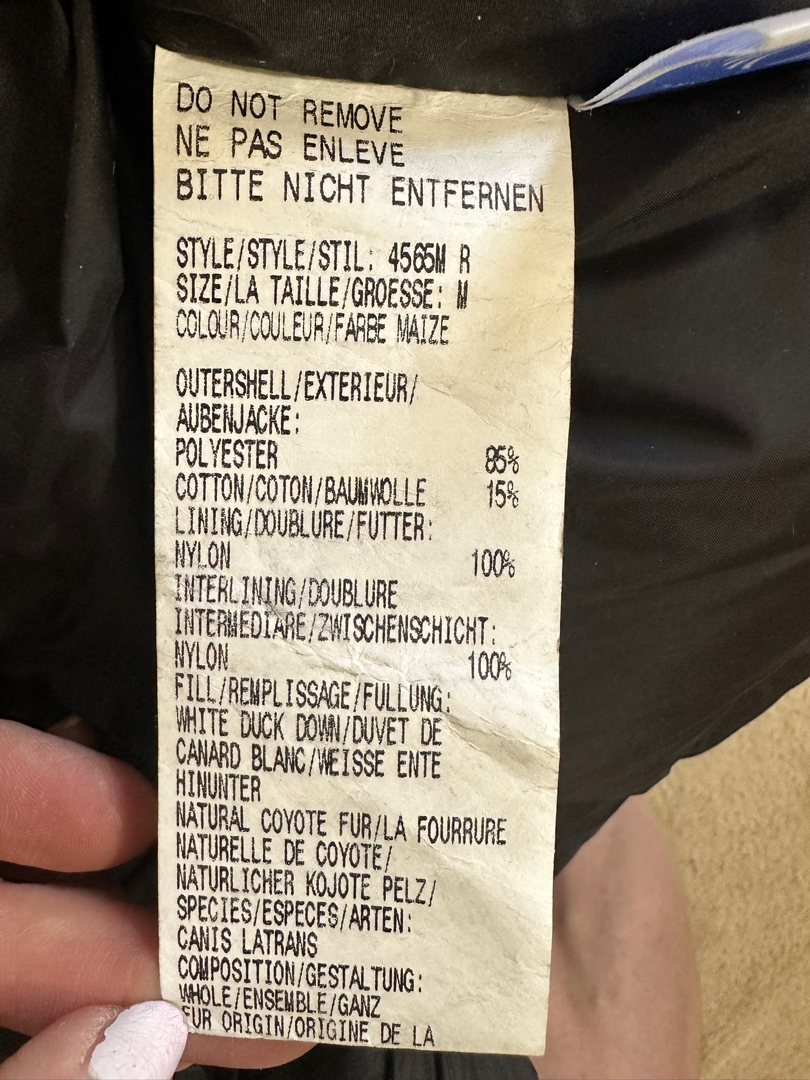 DO NOT REMOVE
NE PAS ENLEVE
BITTE NICHT ENTFERNEN
STYLE/STYLE/STIL: 4565M R
SIZE/LA TAILLE/GROESSE: M
COLOUR/COULEUR/FARBE MAIZE
OUTERSHELL/EXTERIEUR/
AUBENJACKE:
POLYESTER 85%
COTTON/COTON/BAUMWOLLE 15%
LINING/DOUBLURE/FUTTER:
NYLON 100%
INTERLINING/DOUBLURE
INTERMEDIARE/ZWISCHENSCHICHT:
NYLON 100%
FILL/REMPLISSAGE/FULLUNG:
WHITE DUCK DOWN/DUVET DE
CANARD BLANC/WEISSE ENTE
HINUNTER
NATURAL COYOTE FUR/LA FOURRURE
NATURELLE DE COYOTE/
NATURLICHER KOJOTE PELZ/
SPECIES/ESPECES/ARTEN:
CANIS LATRANS
COMPOSITION/GESTALTUNG:
WHOLE/ENSEMBLE/GANZ
FUR ORIGIN/ORIGINE DE LA